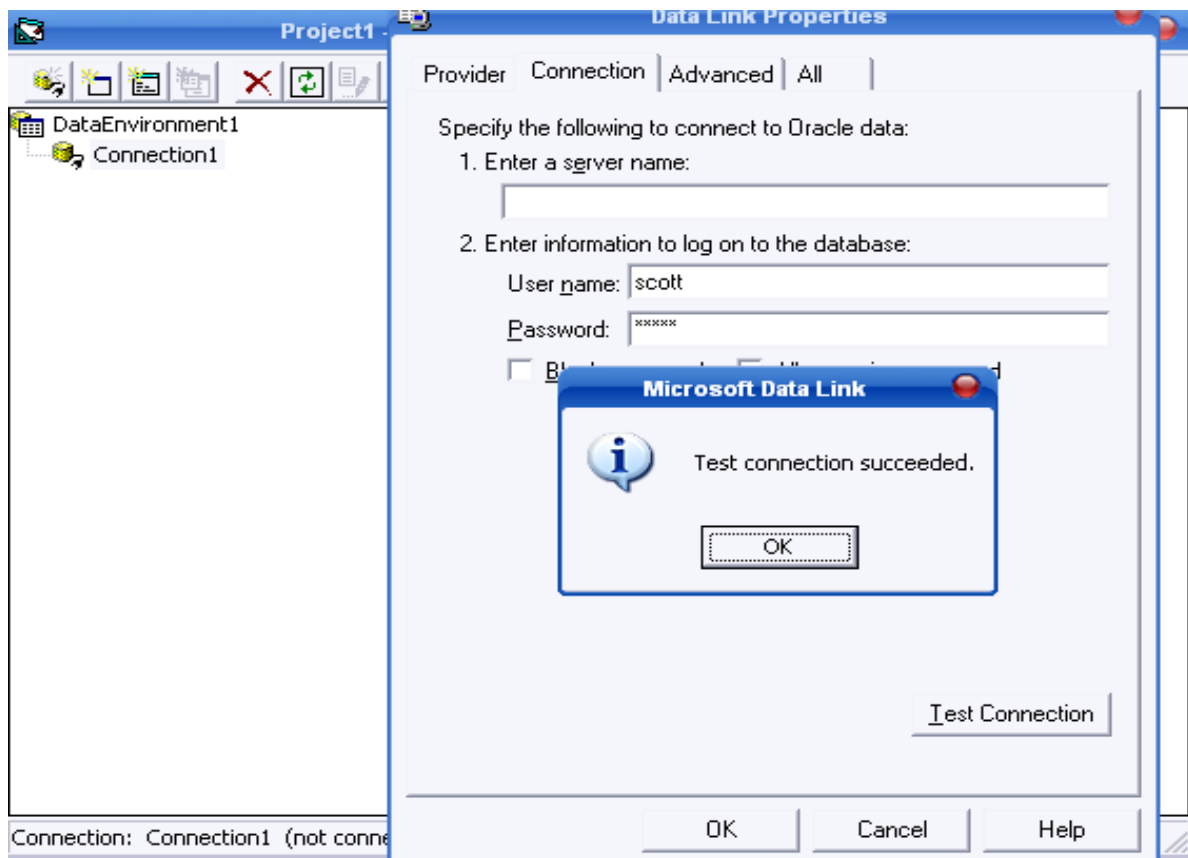 Project1 -
DataEnvironment1
Connection1
Connection: Connection1 (not conne
Data Link Properties
Provider Connection Advanced All
Specify the following to connect to Oracle data:
1. Enter a server name:
2. Enter information to log on to the database:
User name: scott
Password: *****
Microsoft Data Link
Test connection succeeded.
OK
Test Connection
OK Cancel Help